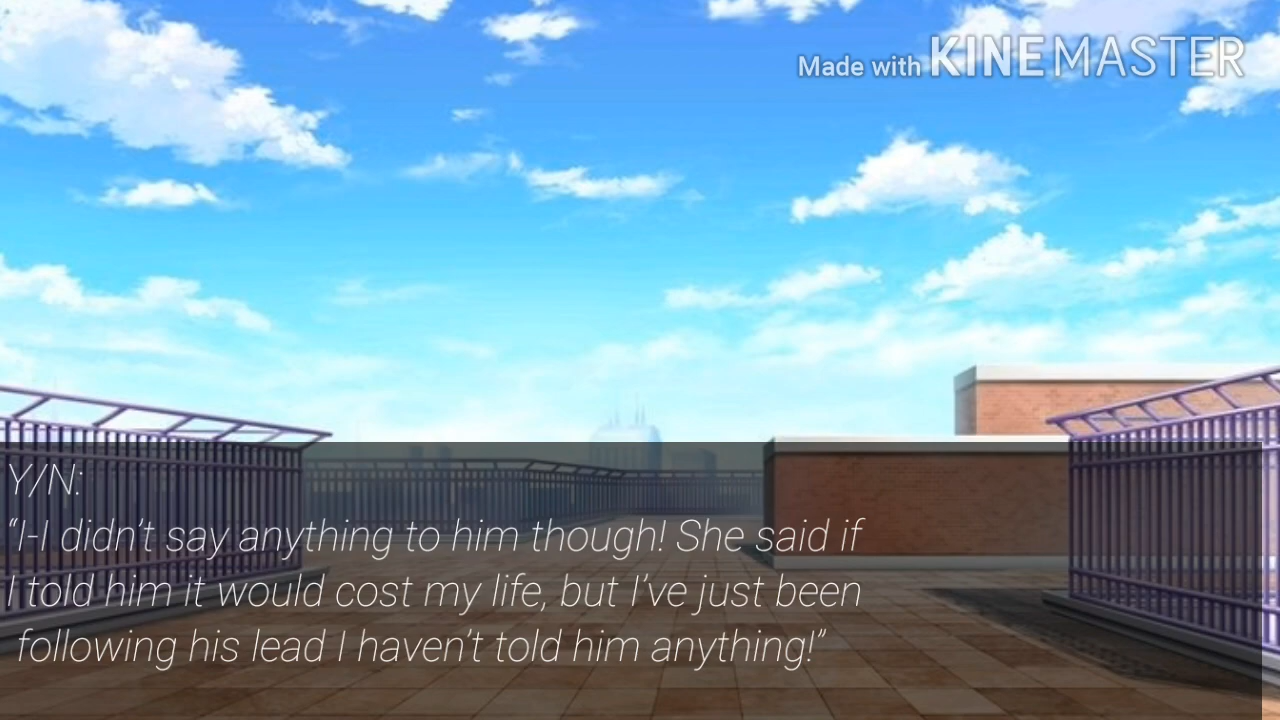 Made with KINEMASTER
Y/N:
“I-I didn’t say anything to him though! She said if
I told him it would cost my life, but I’ve just been
following his lead I haven’t told him anything!”